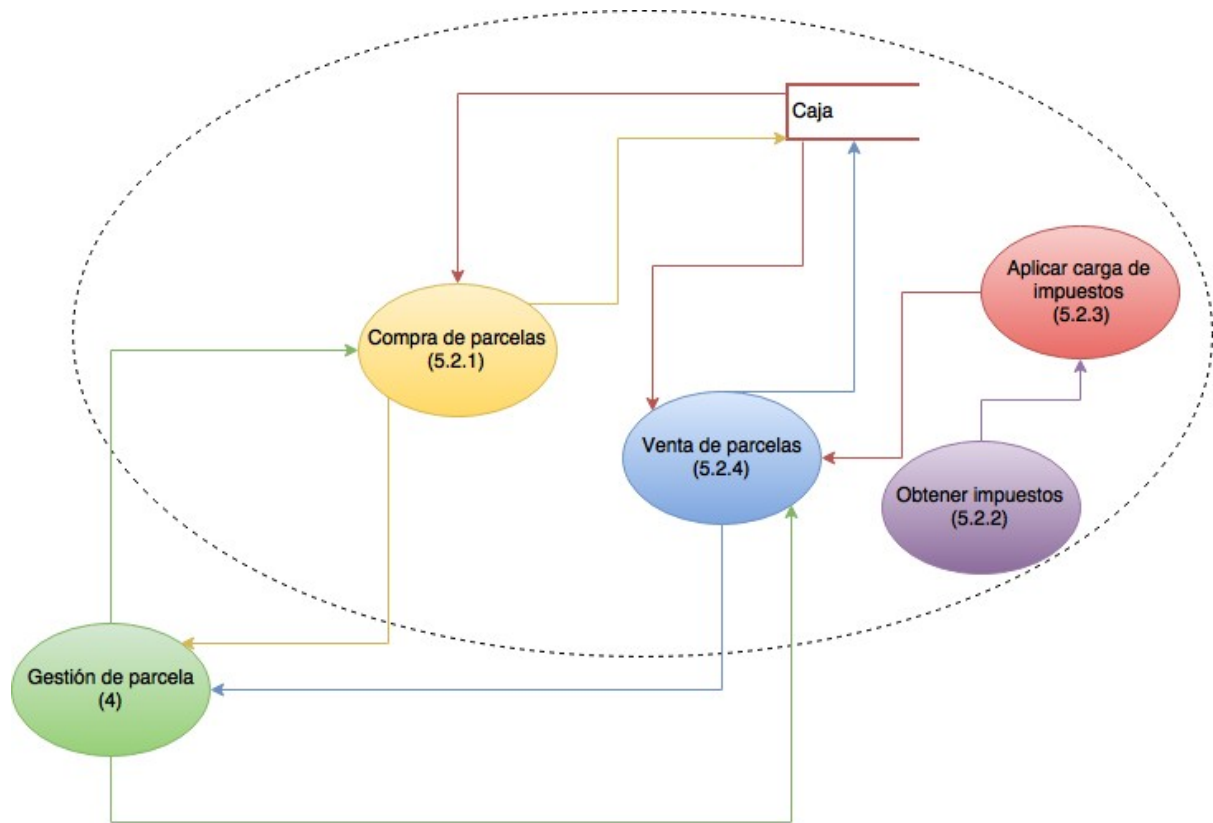 Caja
Aplicar carga de
impuestos
(5.2.3)
Compra de parcelas
(5.2.1)
Venta de parcelas
(5.2.4)
Obtener impuestos
(5.2.2)
Gestión de parcela
(4)